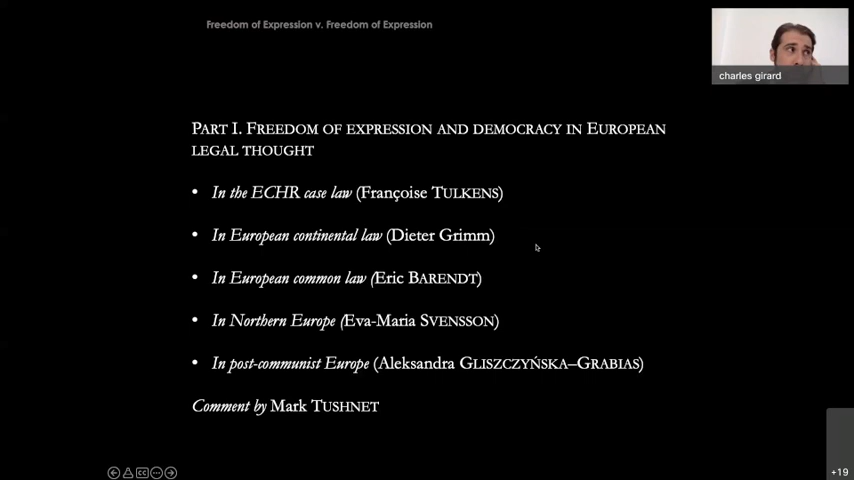 Freedom of Expression v. Freedom of Expression
charles girard
PART I. FREEDOM OF EXPRESSION AND DEMOCRACY IN EUROPEAN
LEGAL THOUGHT
• In the ECHR case law (Françoise TULKENS)
• In European continental law (Dieter Grimm)
• In European common law (Eric BARENDT)
• In Northern Europe (Eva-Maria SVENSSON)
• In post-communist Europe (Aleksandra GLISZCZYŃSKA–GRABIAS)
Comment by Mark TUSHNET
CC
+19